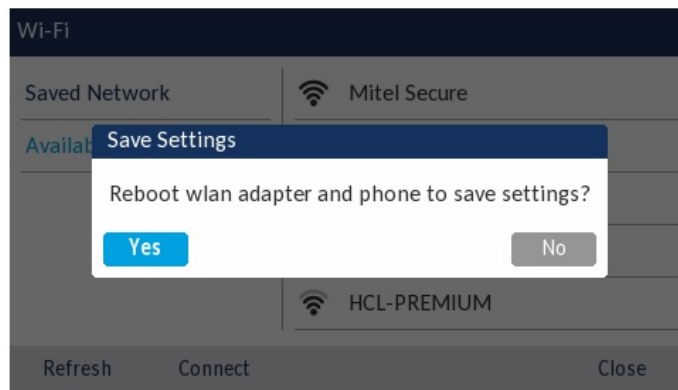 Wi-Fi
Saved Network
Mitel Secure
Availab
Save Settings
Reboot wlan adapter and phone to save settings?
Yes
No
HCL-PREMIUM
Refresh
Connect
Close